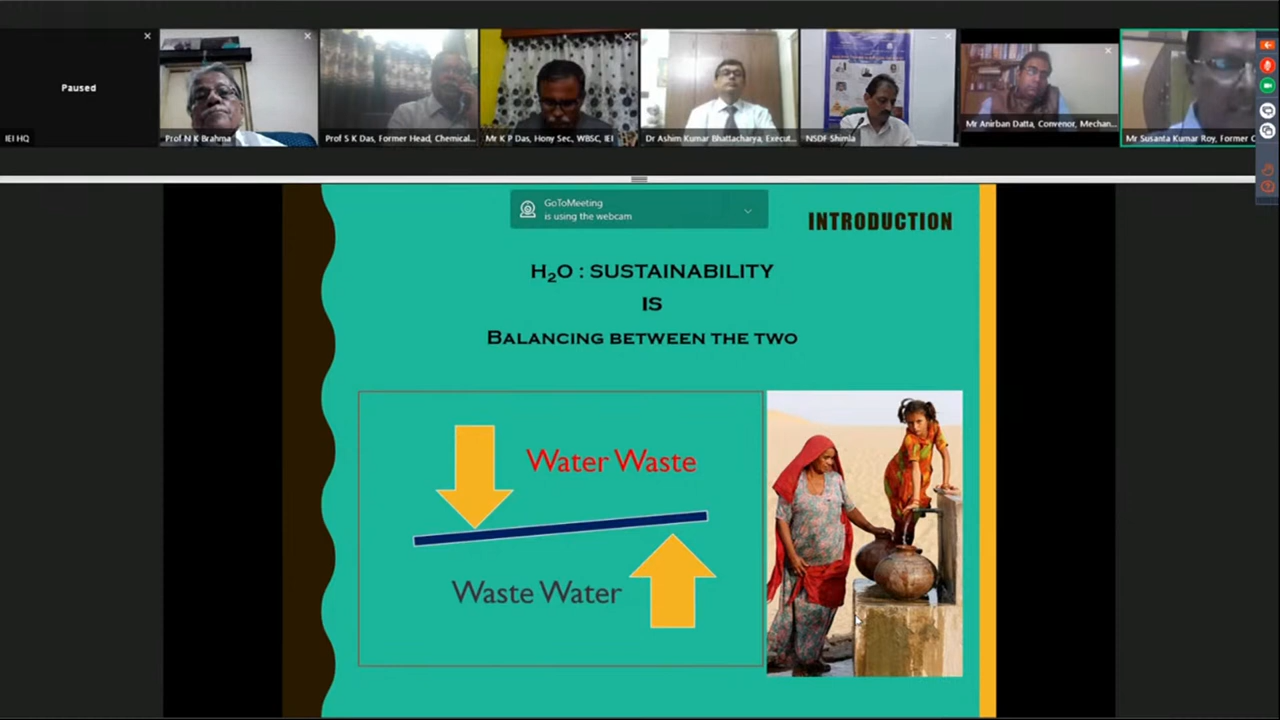 Paused
IEI HQ
Prof N K Brahma
Prof S K Das, Former Head, Chemical...
Mr K P Das, Hony Sec., WBSC, IEI
Dr Ashim Kumar Bhattacharya, Execut...
NSDF Shimla
Mr Anirban Datta, Convenor, Mechan...
Mr Susanta Kumar Roy, Former C
GoToMeeting
is using the webcam
INTRODUCTION
H₂O : SUSTAINABILITY
IS
BALANCING BETWEEN THE TWO
Water Waste
Waste Water